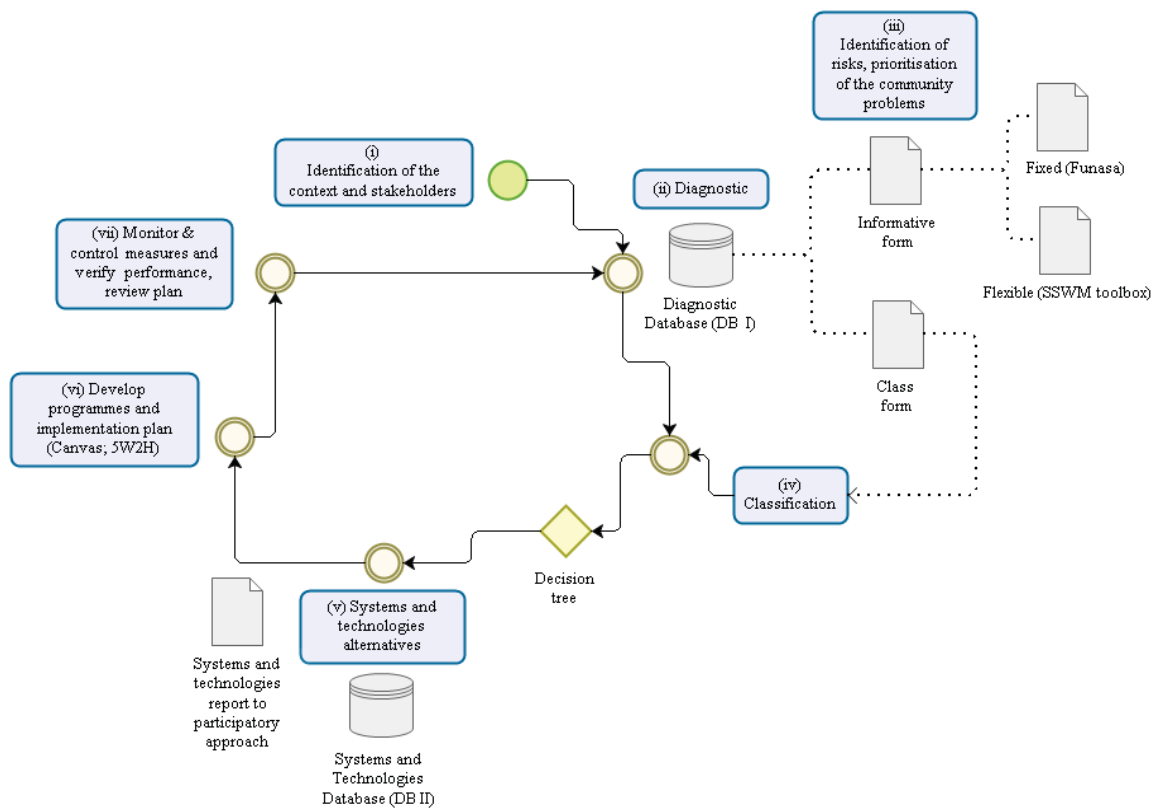 (i)
Identification of the
context and stakeholders
(ii) Diagnostic
Diagnostic
Database (DB I)
(iii)
Identification of
risks, prioritisation
of the community
problems
Informative
form
Fixed (Funasa)
Flexible (SSWM toolbox)
Class
form
(iv)
Classification
Decision
tree
(v) Systems and
technologies
alternatives
Systems and
Technologies
Database (DB II)
Systems and
technologies
report to
participatory
approach
(vi) Develop
programmes and
implementation plan
(Canvas; 5W2H)
(vii) Monitor &
control measures and
verify performance,
review plan